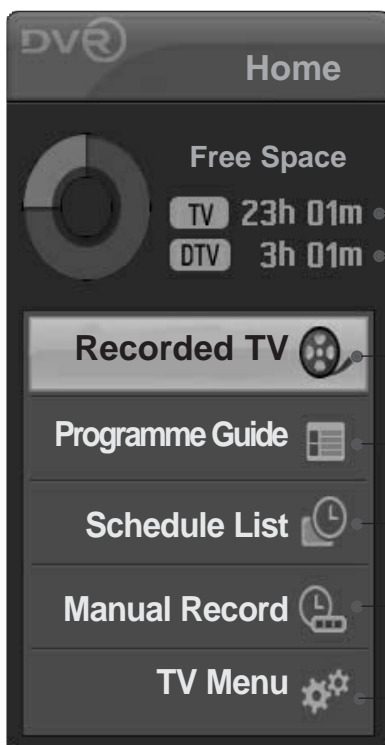 DVR
Home
Free Space
TV 23h 01m
DTV 3h 01m
Recorded TV
Programme Guide
Schedule List
Manual Record
TV Menu